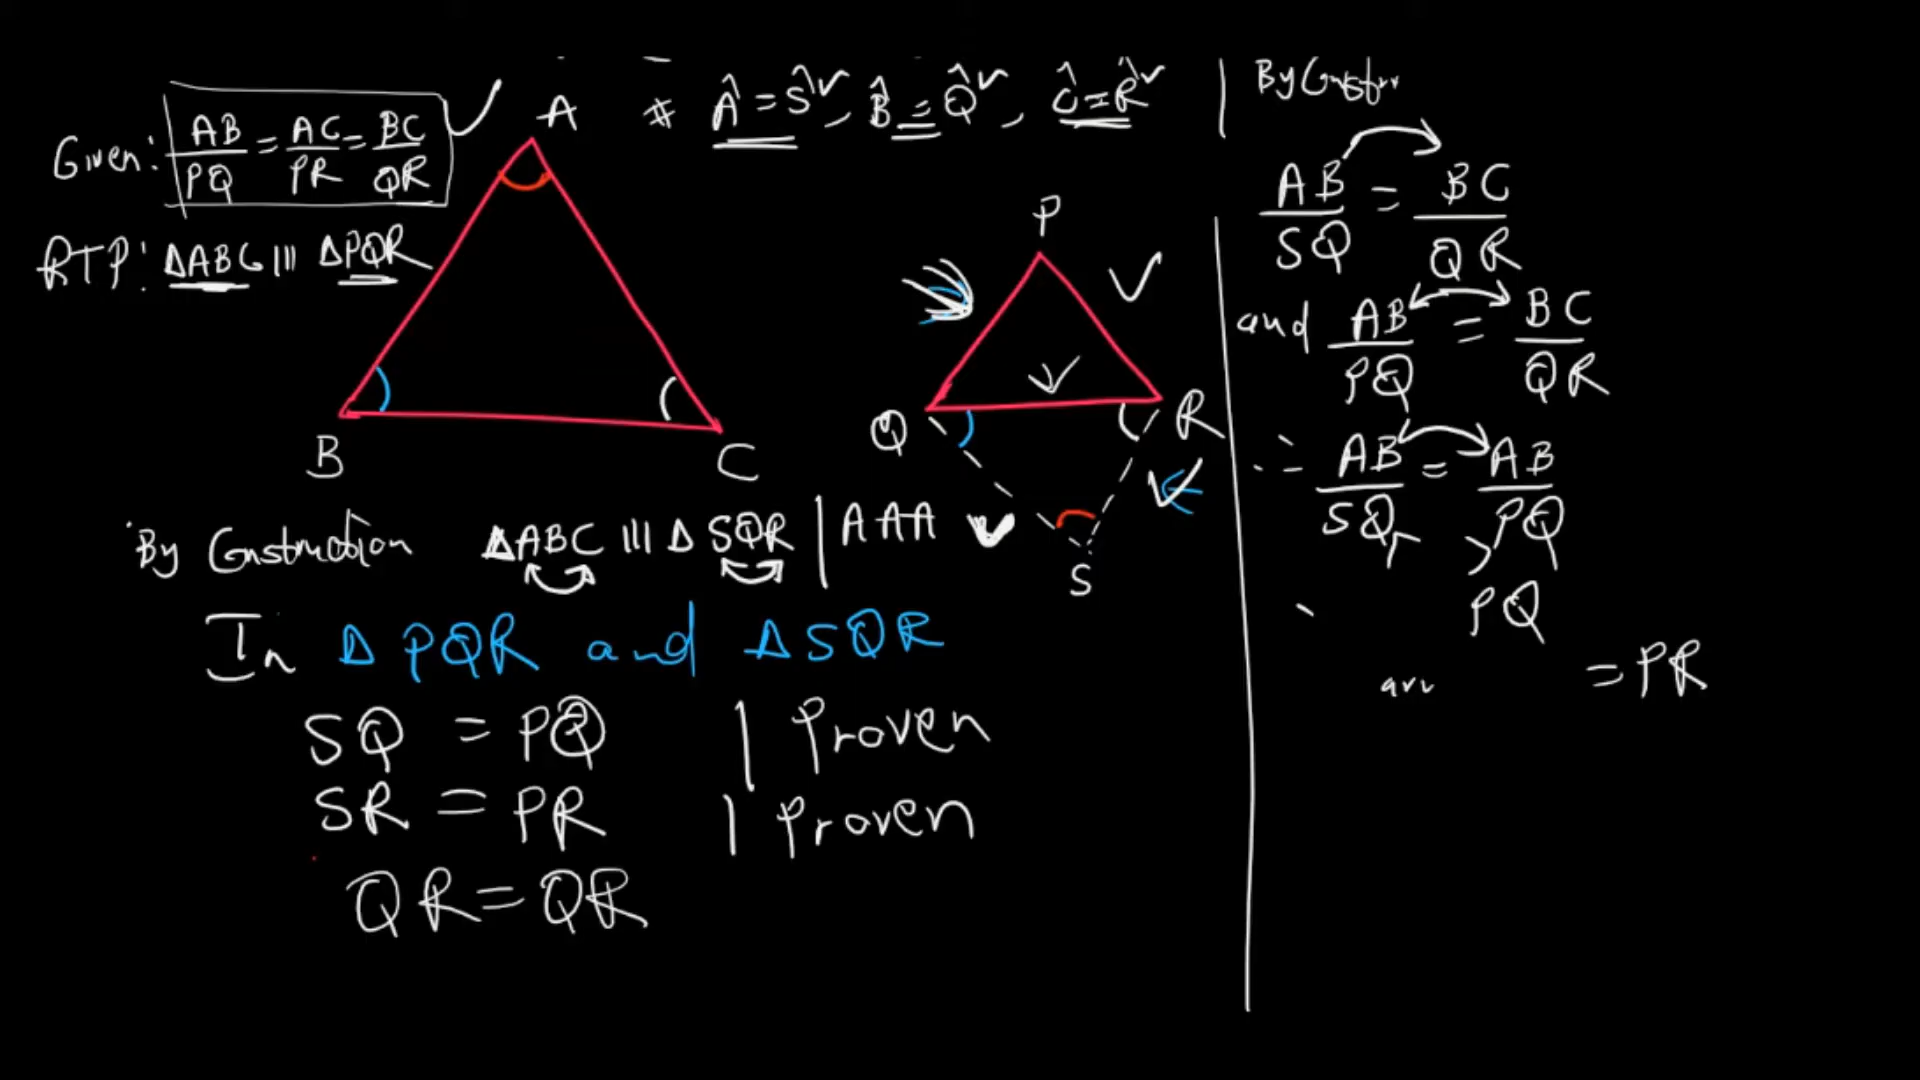 Given: AB/PQ = AC/PR = BC/QR
RTP: ΔABC ||| ΔPQR
A
B
C
* Â = Ŝ, B̂ = Q̂, Ĉ = R̂
P
Q
R
S
By Construction ΔABC ||| ΔSQR | AAA
In ΔPQR and ΔSQR
SQ = PQ | Proven
SR = PR | Proven
QR = QR
AB/SQ = BC/QR
and AB/PQ = BC/QR
∴ AB/SQ = AB/PQ
PQ
= PR